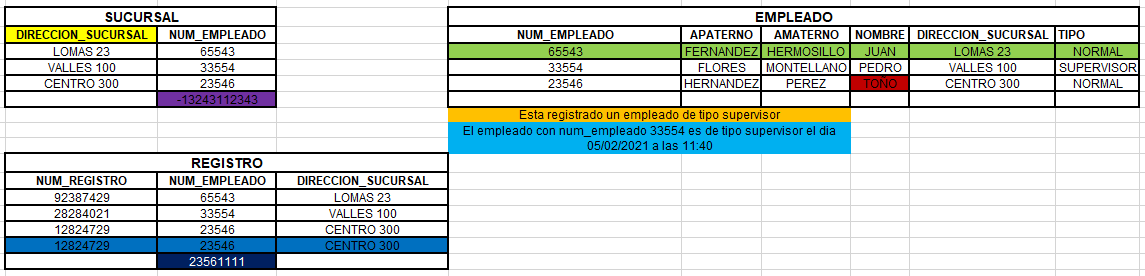 SUCURSAL
DIRECCION_SUCURSAL NUM_EMPLEADO
LOMAS 23 65543
VALLES 100 33554
CENTRO 300 23546
-13243112343
EMPLEADO
NUM_EMPLEADO APATERNO AMATERNO NOMBRE DIRECCION_SUCURSAL TIPO
65543 FERNANDEZ HERMOSILLO JUAN LOMAS 23 NORMAL
33554 FLORES MONTELLANO PEDRO VALLES 100 SUPERVISOR
23546 HERNANDEZ PEREZ TOÑO CENTRO 300 NORMAL
Esta registrado un empleado de tipo supervisor
El empleado con num_empleado 33554 es de tipo supervisor el dia
05/02/2021 a las 11:40
REGISTRO
NUM_REGISTRO NUM_EMPLEADO DIRECCION_SUCURSAL
92387429 65543 LOMAS 23
28284021 33554 VALLES 100
12824729 23546 CENTRO 300
12824729 23546 CENTRO 300
23561111